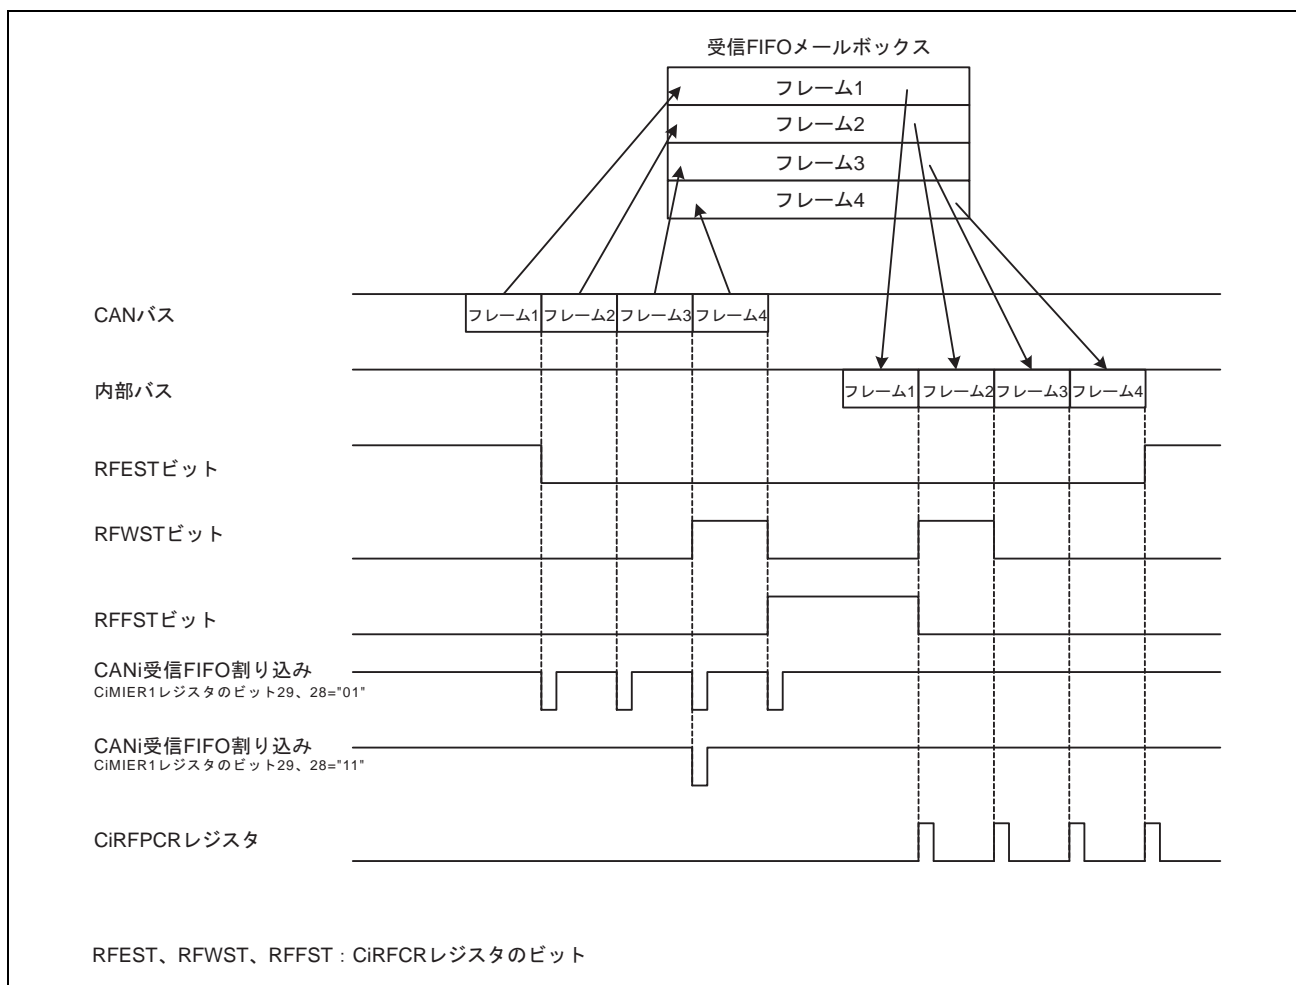 受信FIFOメールボックス
フレーム1
フレーム2
フレーム3
フレーム4
CANバス
フレーム1 フレーム2 フレーム3 フレーム4
内部バス
フレーム1 フレーム2 フレーム3 フレーム4
RFESTビット
RFWSTビット
RFFSTビット
CANi受信FIFO割り込み
CiMIER1レジスタのビット29、28="01"
CANi受信FIFO割り込み
CiMIER1レジスタのビット29、28="11"
CiRFPCRレジスタ
RFEST、RFWST、RFFST：CiRFCRレジスタのビット